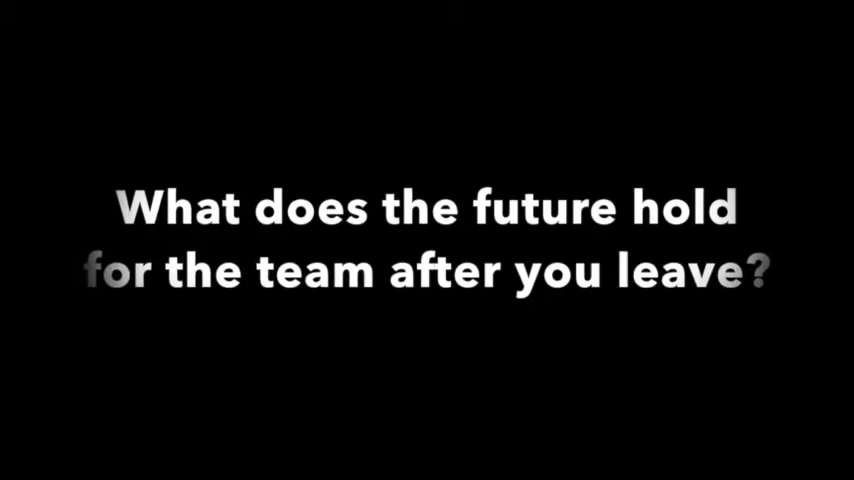 What does the future hold
for the team after you leave?